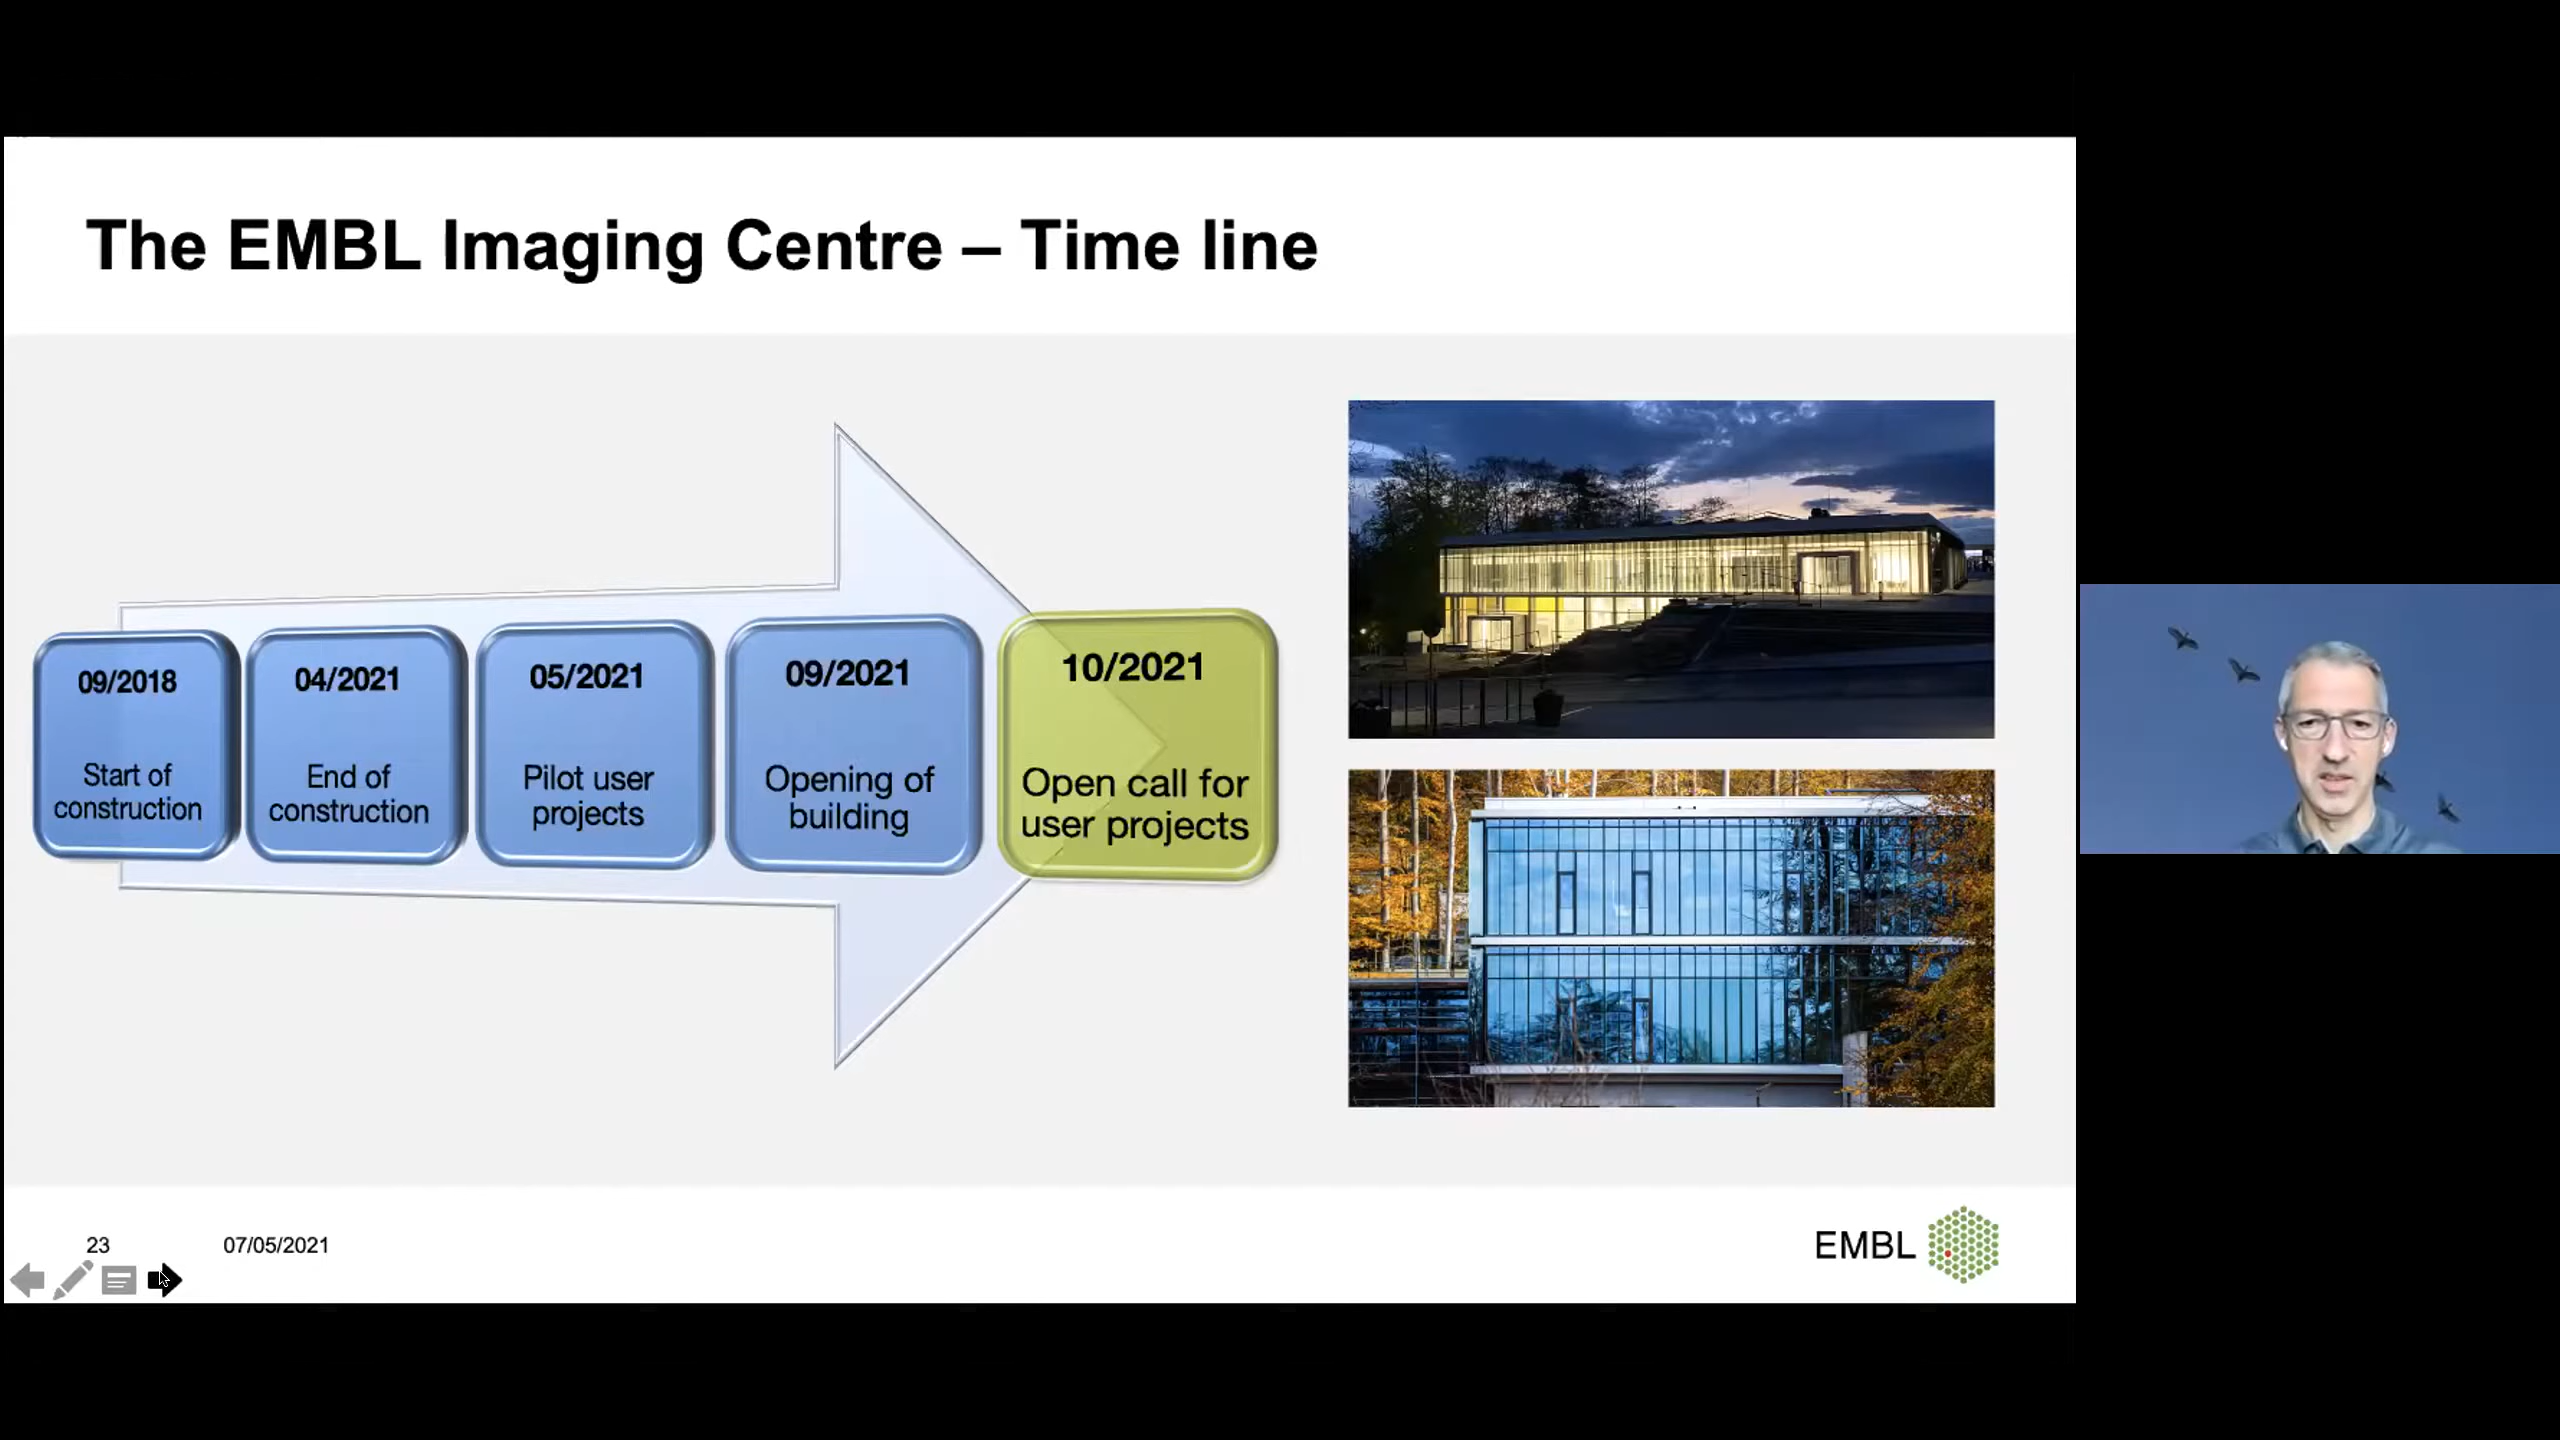 The EMBL Imaging Centre – Time line
09/2018
Start of
construction
04/2021
End of
construction
05/2021
Pilot user
projects
09/2021
Opening of
building
10/2021
Open call for
user projects
23
07/05/2021
EMBL